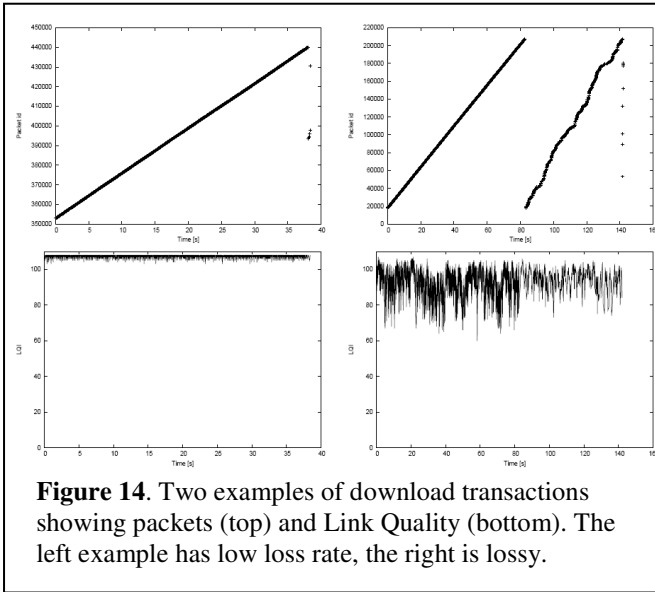 450000
440000
430000
420000
410000
400000
390000
380000
370000
360000
350000
Packet id
0 5 10 15 20 25 30 35 40
Time [s]
220000
200000
180000
160000
140000
120000
100000
80000
60000
40000
20000
0
Packet id
0 20 40 60 80 100 120 140 16
Time [s]
100
80
60
40
20
0
LQI
0 5 10 15 20 25 30 35 40
Time [s]
100
80
60
40
20
0
LQI
0 20 40 60 80 100 120 140 16
Time [s]
Figure 14. Two examples of download transactions
showing packets (top) and Link Quality (bottom). The
left example has low loss rate, the right is lossy.